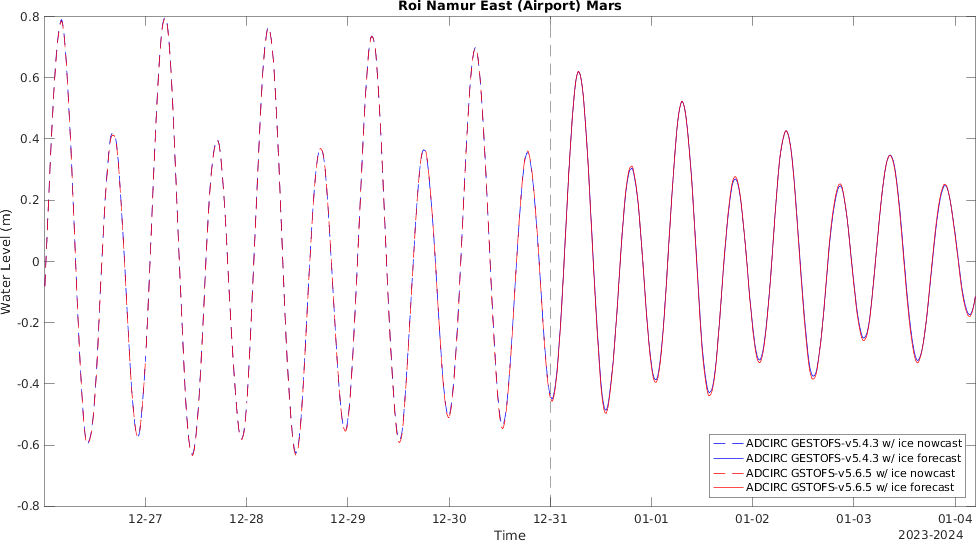 Roi Namur East (Airport) Mars
0.8
0.6
0.4
0.2
0
-0.2
-0.4
-0.6
-0.8
Water Level (m)
12-27
12-28
12-29
12-30
12-31
01-01
01-02
01-03
01-04
Time
2023-2024
ADCIRC GESTOFS-v5.4.3 w/ ice nowcast
ADCIRC GESTOFS-v5.4.3 w/ ice forecast
ADCIRC GSTOFS-v5.6.5 w/ ice nowcast
ADCIRC GSTOFS-v5.6.5 w/ ice forecast